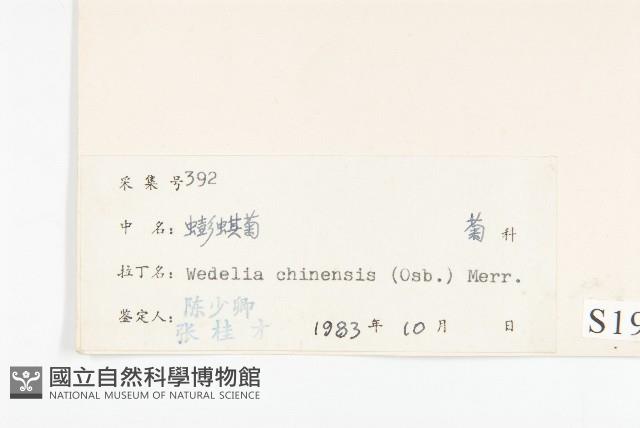 采集号392
中名：蟛蜞菊 菊科
拉丁名：Wedelia chinensis (Osb.) Merr.
鉴定人：陈少卿
张桂才 1983年10月 日
S19
國立自然科學博物館
NATIONAL MUSEUM OF NATURAL SCIENCE